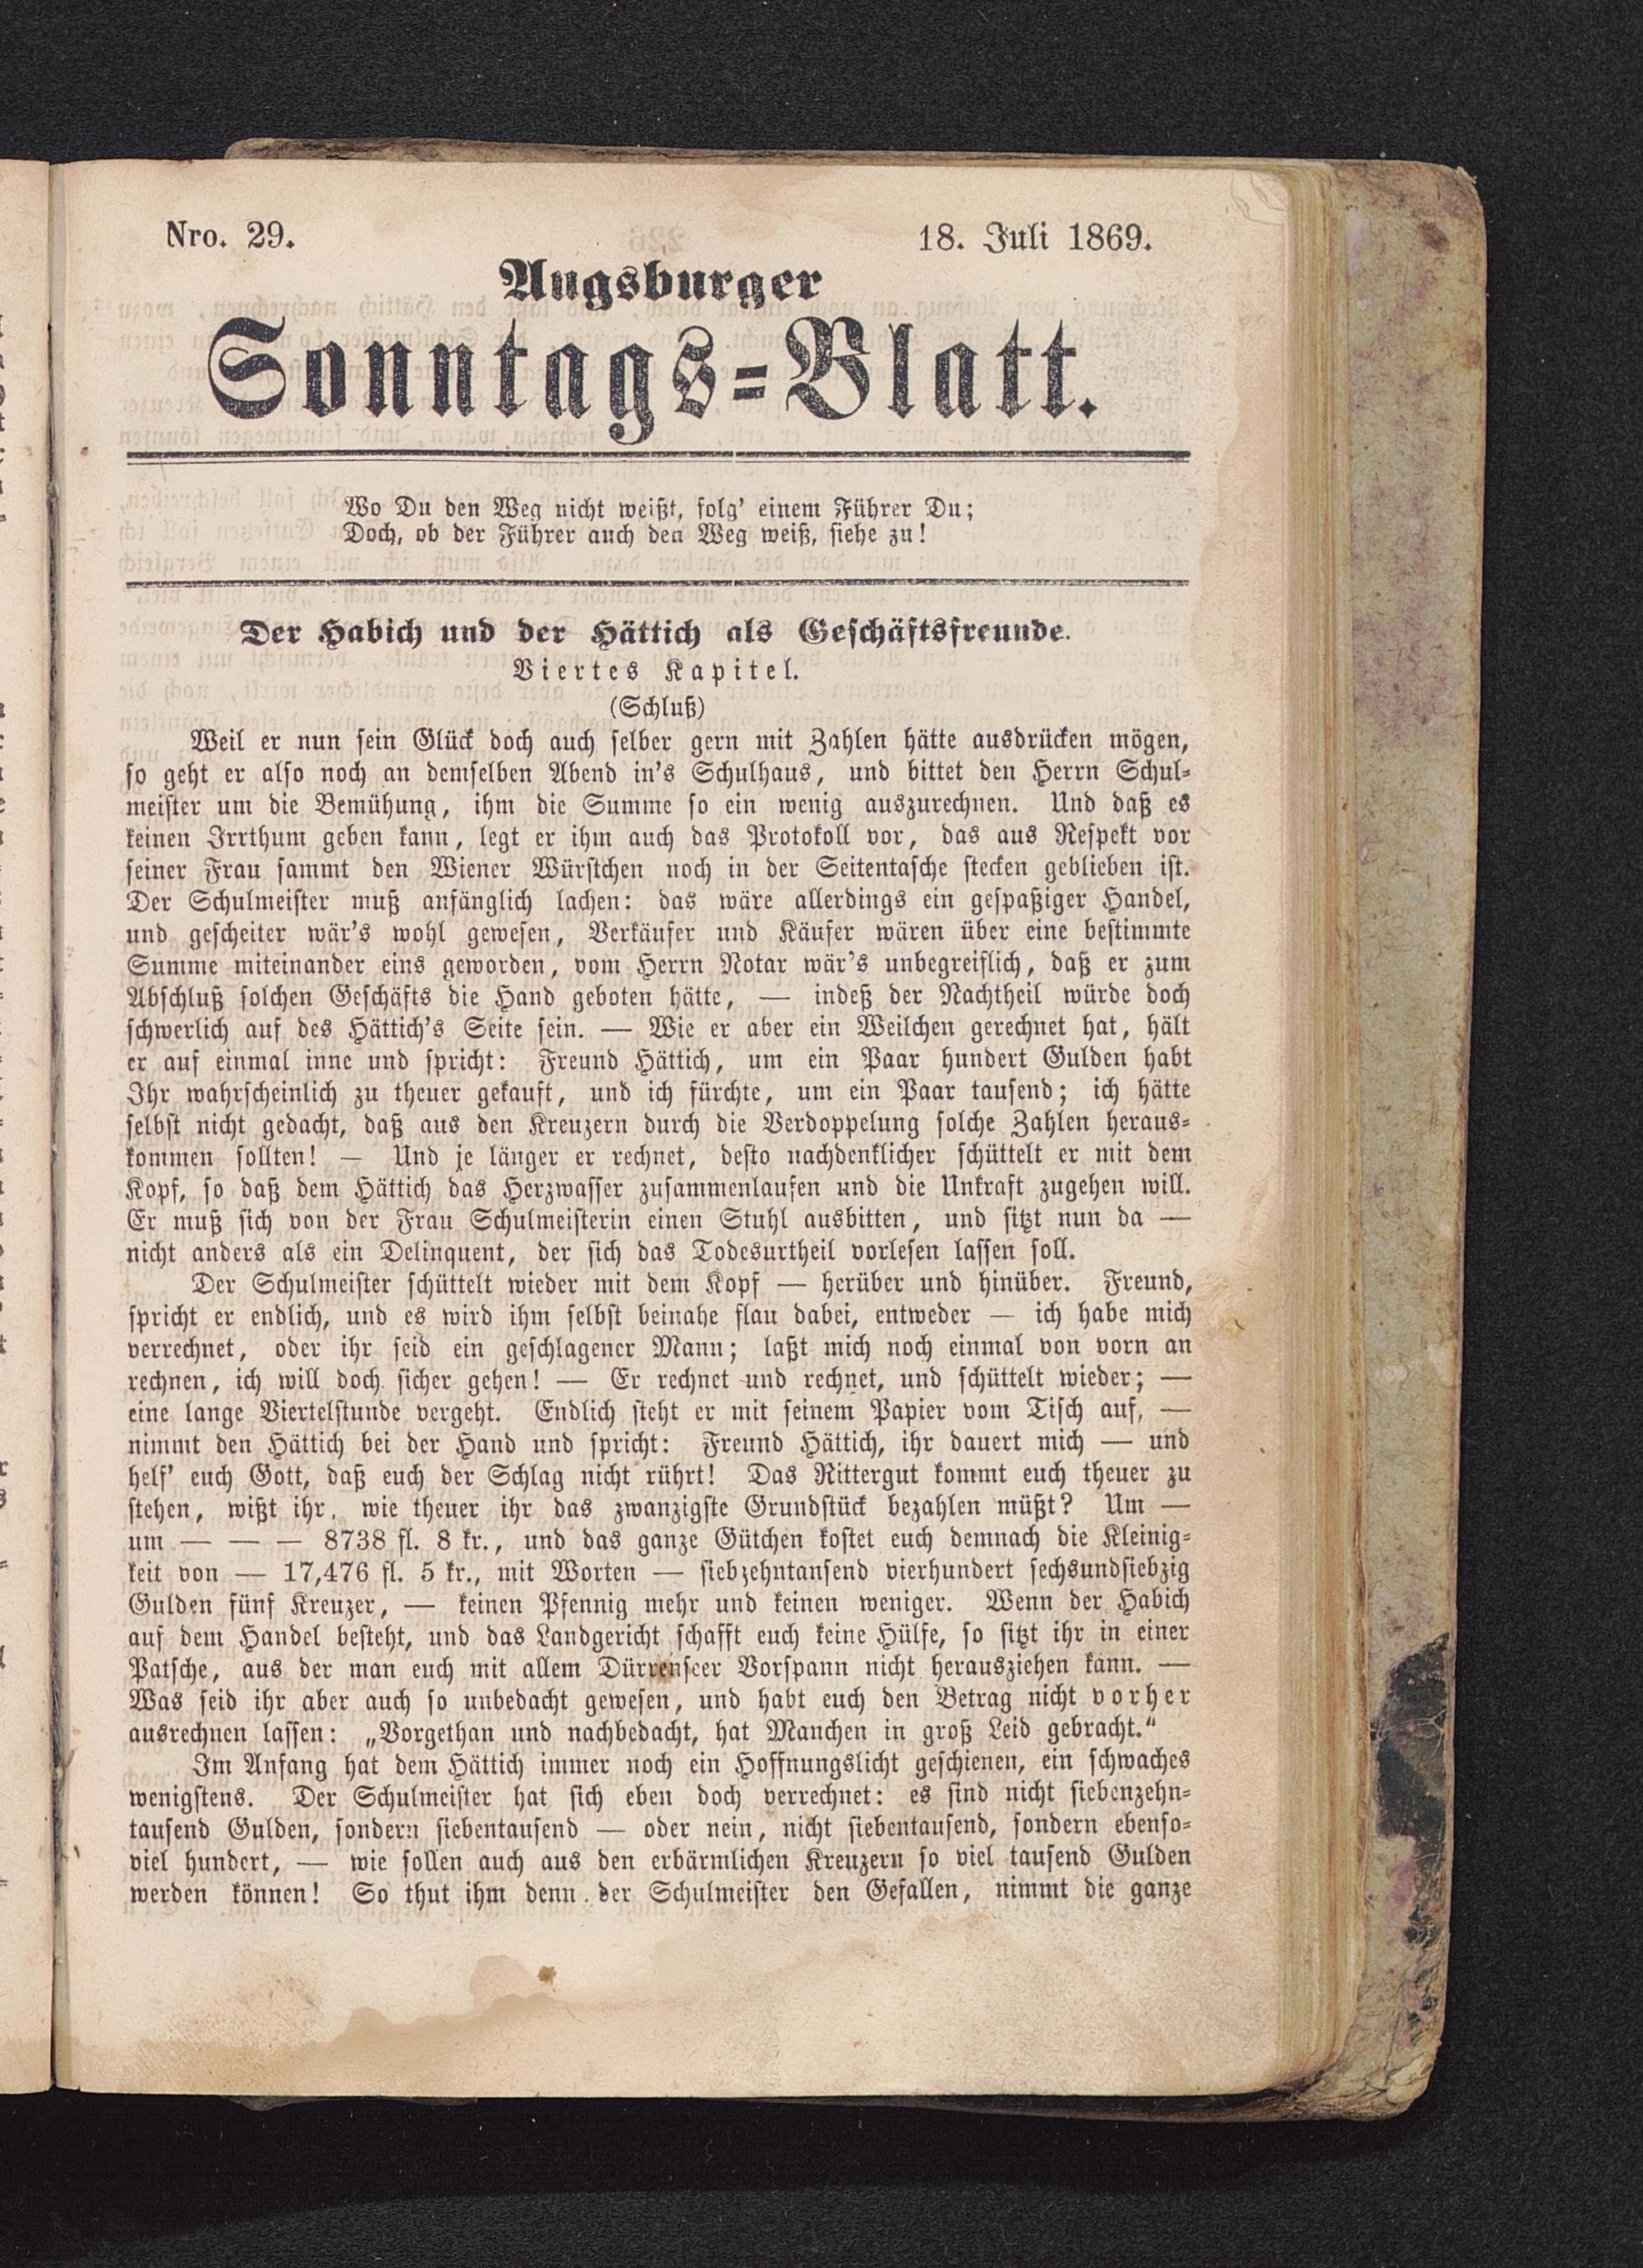 Nro. 29.
18. Juli 1869.
Augsburger
Sonntags-Blatt.
Wo Du den Weg nicht weißt, folg' einem Führer Du;
Doch, ob der Führer auch den Weg weiß, siehe zu!
Der Habich und der Hättich als Geschäftsfreunde.
Viertes Kapitel.
(Schluß)
Weil er nun sein Glück doch auch selber gern mit Zahlen hätte ausdrücken mögen,
so geht er also noch an demselben Abend in's Schulhaus, und bittet den Herrn Schul-
meister um die Bemühung, ihm die Summe so ein wenig auszurechnen. Und daß es
keinen Irrthum geben kann, legt er ihm auch das Protokoll vor, das aus Respekt vor
seiner Frau sammt den Wiener Würstchen noch in der Seitentasche stecken geblieben ist.
Der Schulmeister muß anfänglich lachen: das wäre allerdings ein gespaßiger Handel,
und gescheiter wär's wohl gewesen, Verkäufer und Käufer wären über eine bestimmte
Summe miteinander eins geworden, vom Herrn Notar wär's unbegreiflich, daß er zum
Abschluß solchen Geschäfts die Hand geboten hätte, — indeß der Nachtheil würde doch
schwerlich auf des Hättich's Seite sein. — Wie er aber ein Weilchen gerechnet hat, hält
er auf einmal inne und spricht: Freund Hättich, um ein Paar hundert Gulden habt
Ihr wahrscheinlich zu theuer gekauft, und ich fürchte, um ein Paar tausend; ich hätte
selbst nicht gedacht, daß aus den Kreuzern durch die Verdoppelung solche Zahlen heraus-
kommen sollten! — Und je länger er rechnet, desto nachdenklicher schüttelt er mit dem
Kopf, so daß dem Hättich das Herzwasser zusammenlaufen und die Unkraft zugehen will.
Er muß sich von der Frau Schulmeisterin einen Stuhl ausbitten, und sitzt nun da —
nicht anders als ein Delinquent, der sich das Todesurtheil vorlesen lassen soll.
Der Schulmeister schüttelt wieder mit dem Kopf — herüber und hinüber. Freund,
spricht er endlich, und es wird ihm selbst beinahe flau dabei, entweder — ich habe mich
verrechnet, oder ihr seid ein geschlagener Mann; laßt mich noch einmal von vorn an
rechnen, ich will doch sicher gehen! — Er rechnet und rechnet, und schüttelt wieder; —
eine lange Viertelstunde vergeht. Endlich steht er mit seinem Papier vom Tisch auf, —
nimmt den Hättich bei der Hand und spricht: Freund Hättich, ihr dauert mich — und
helf' euch Gott, daß euch der Schlag nicht rührt! Das Rittergut kommt euch theuer zu
stehen, wißt ihr, wie theuer ihr das zwanzigste Grundstück bezahlen müßt? Um —
um — — — 8738 fl. 8 kr., und das ganze Gütchen kostet euch demnach die Kleinig-
keit von — 17,476 fl. 5 kr., mit Worten — siebzehntausend vierhundert sechsundsiebzig
Gulden fünf Kreuzer, — keinen Pfennig mehr und keinen weniger. Wenn der Habich
auf dem Handel besteht, und das Landgericht schafft euch keine Hülfe, so sitzt ihr in einer
Patsche, aus der man euch mit allem Dürrenseer Vorspann nicht herausziehen kann. —
Was seid ihr aber auch so unbedacht gewesen, und habt euch den Betrag nicht vorher
ausrechnen lassen: „Vorgethan und nachbedacht, hat Manchen in groß Leid gebracht.“
Im Anfang hat dem Hättich immer noch ein Hoffnungslicht geschienen, ein schwaches
wenigstens. Der Schulmeister hat sich eben doch verrechnet: es sind nicht siebenzehn-
tausend Gulden, sondern siebentausend — oder nein, nicht siebentausend, sondern ebenso-
viel hundert, — wie sollen auch aus den erbärmlichen Kreuzern so viel tausend Gulden
werden können! So thut ihm denn der Schulmeister den Gefallen, nimmt die ganze